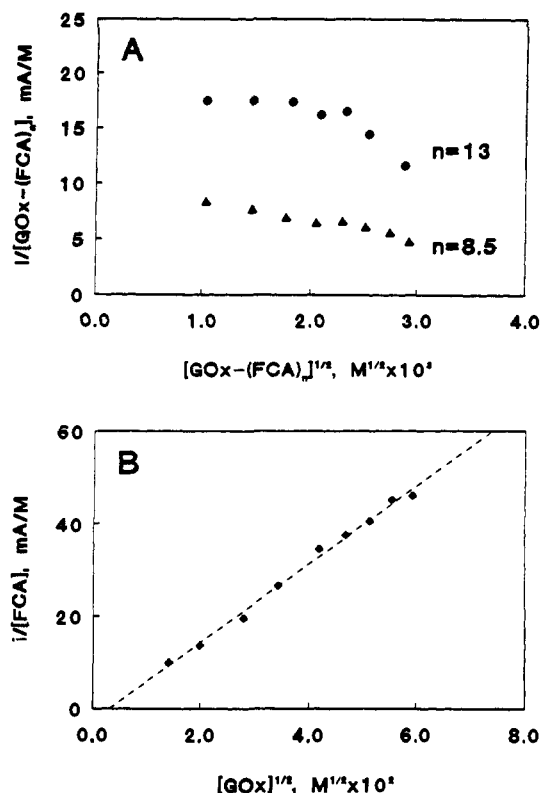 A
25
20
15
10
5
0
I/[GOx-(FCA)ₙ], mA/M
n=13
n=8.5
0.0 1.0 2.0 3.0 4.0
[GOx-(FCA)ₙ]¹/², M¹/²x10³
B
60
40
20
0
i/[FCA], mA/M
0.0 2.0 4.0 6.0 8.0
[GOx]¹/², M¹/²x10²